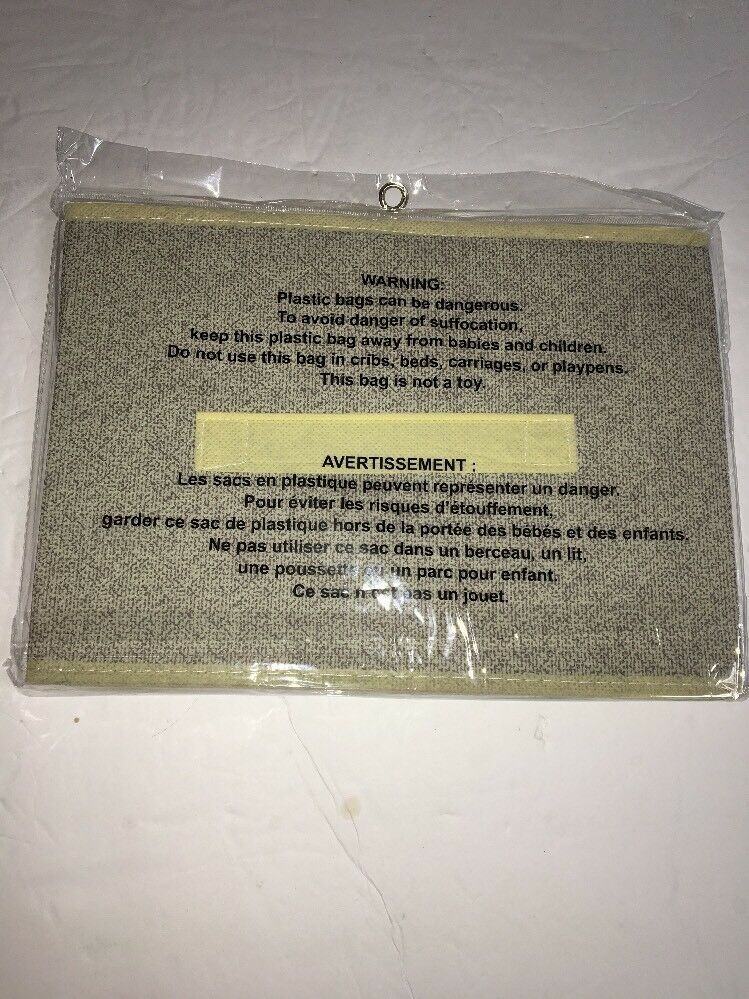 WARNING:
Plastic bags can be dangerous.
To avoid danger of suffocation,
keep this plastic bag away from babies and children.
Do not use this bag in cribs, beds, carriages, or playpens.
This bag is not a toy.
AVERTISSEMENT :
Les sacs en plastique peuvent représenter un danger.
Pour éviter les risques d'étouffement,
garder ce sac de plastique hors de la portée des bébés et des enfants.
Ne pas utiliser ce sac dans un berceau, un lit,
une poussette ou un parc pour enfant.
Ce sac n'est pas un jouet.